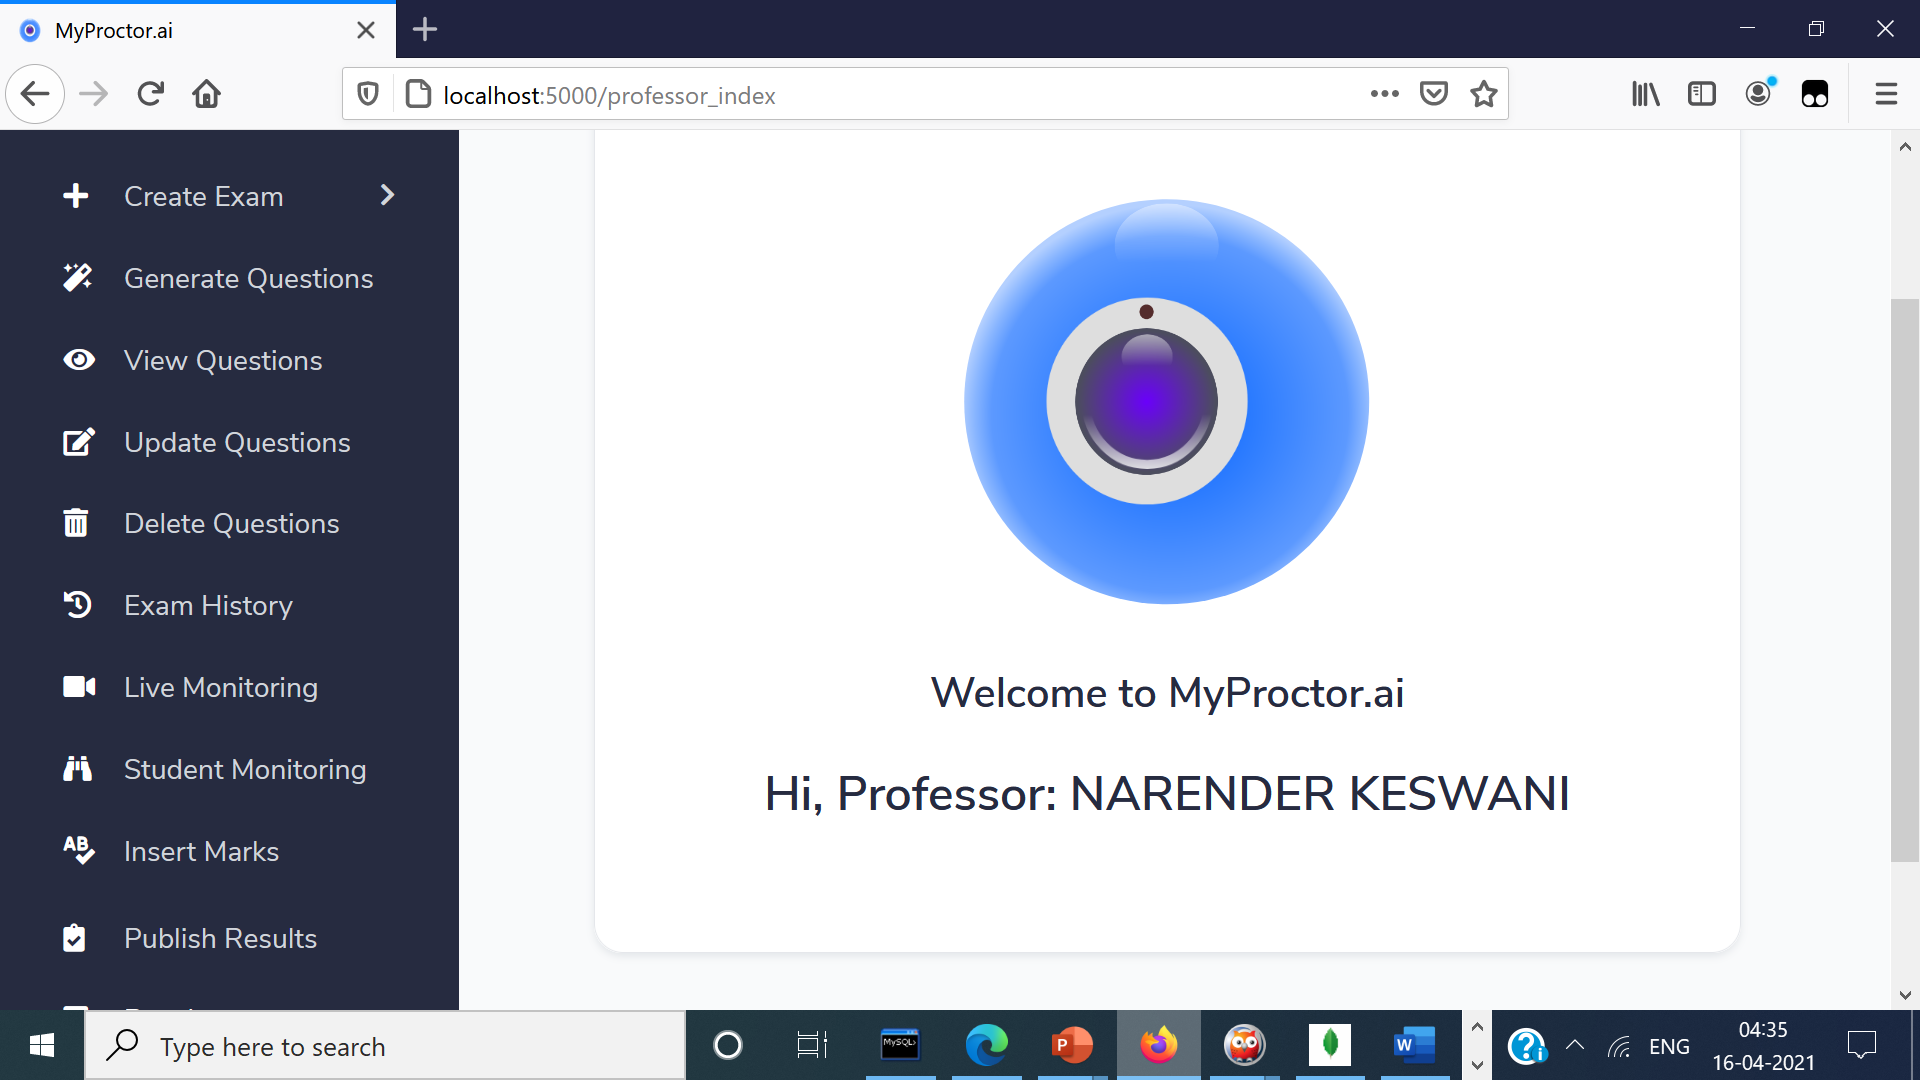 MyProctor.ai
localhost:5000/professor_index
Create Exam
Generate Questions
View Questions
Update Questions
Delete Questions
Exam History
Live Monitoring
Student Monitoring
AB
Insert Marks
Publish Results
Welcome to MyProctor.ai
Hi, Professor: NARENDER KESWANI
Type here to search
MySQL>
P
W
?
i
ENG
04:35
16-04-2021